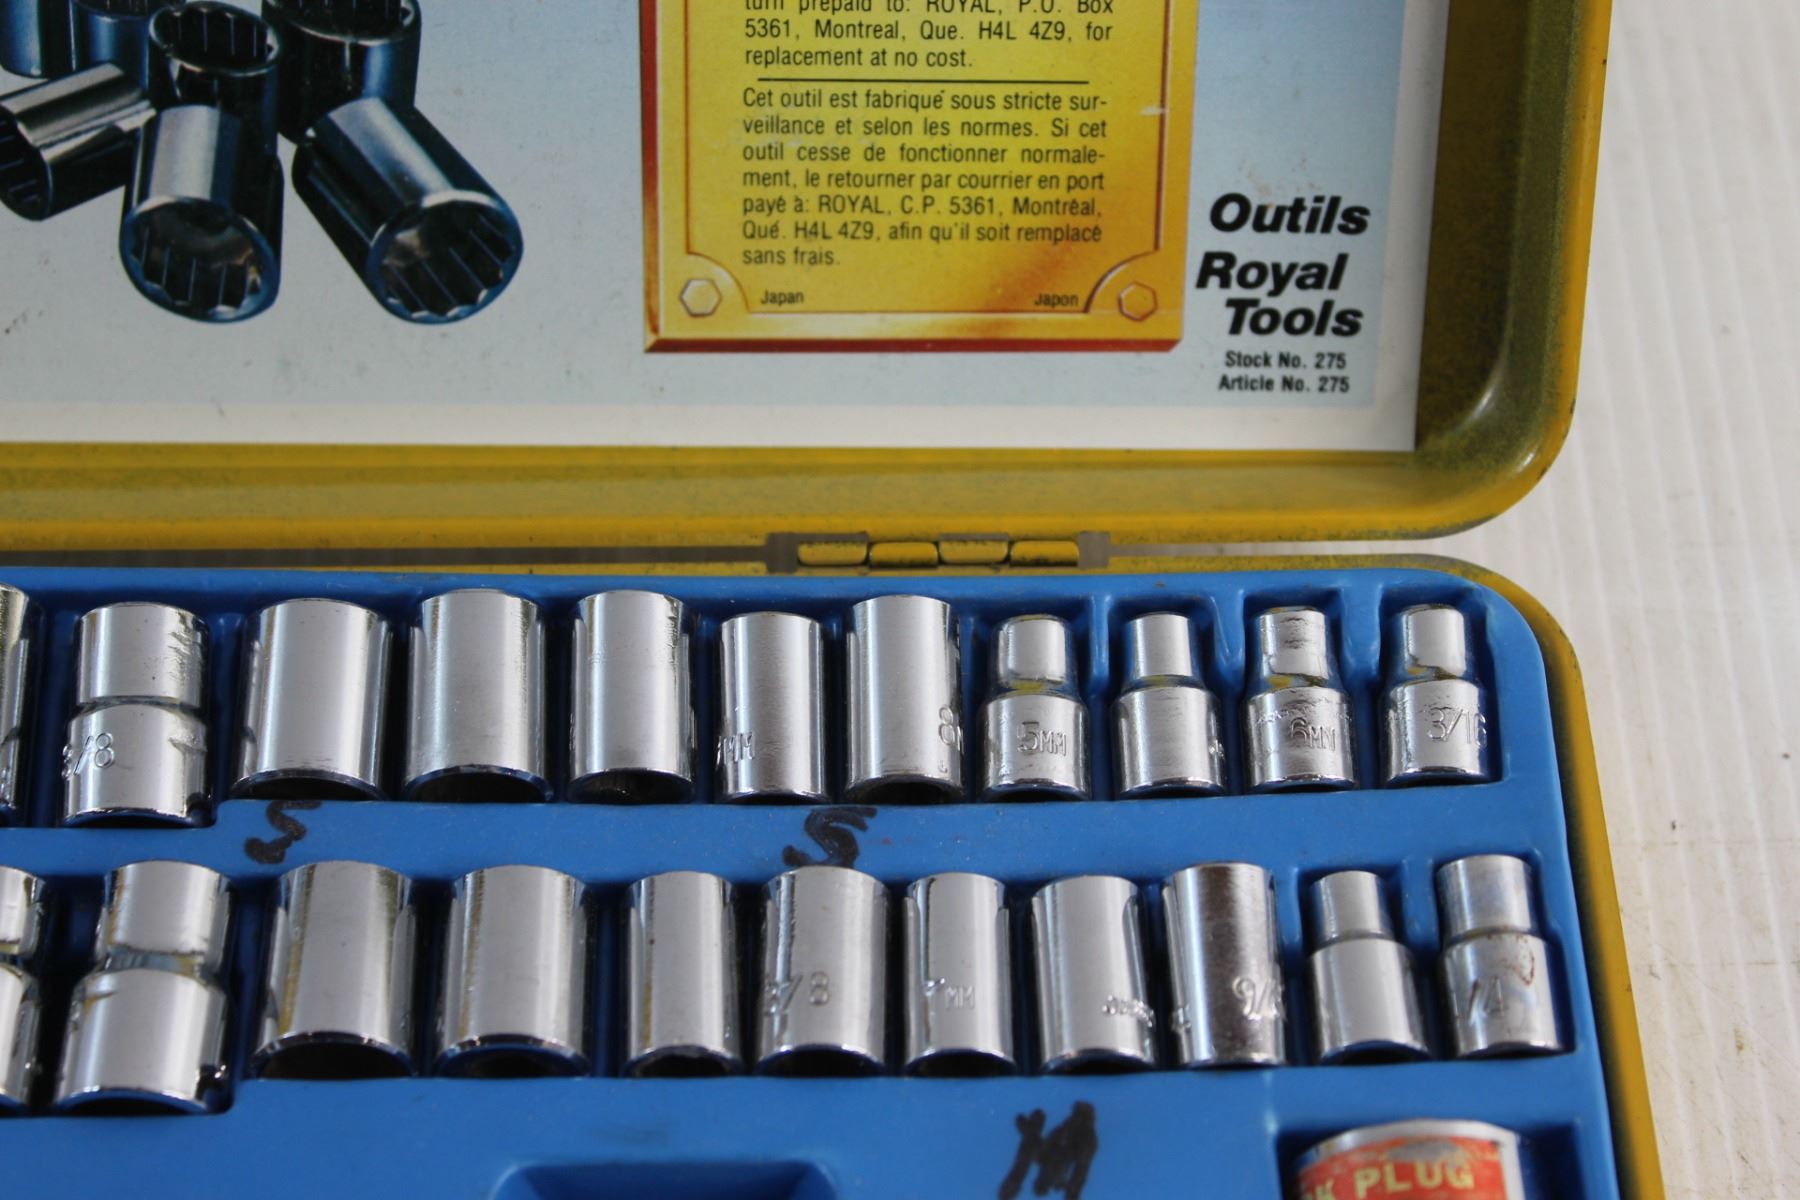 turn prepaid to: ROYAL, P.O. Box
5361, Montreal, Que. H4L 4Z9, for
replacement at no cost.
Cet outil est fabriqué sous stricte sur-
veillance et selon les normes. Si cet
outil cesse de fonctionner normale-
ment, le retourner par courrier en port
payé à: ROYAL, C.P. 5361, Montréal,
Qué. H4L 4Z9, afin qu'il soit remplacé
sans frais.
Japan
Japon
Outils
Royal
Tools
Stock No. 275
Article No. 275
3/8
MM
8M
5MM
6MM
3/16
S
S
3/8
7MM
9/
1/4
M
PLUG